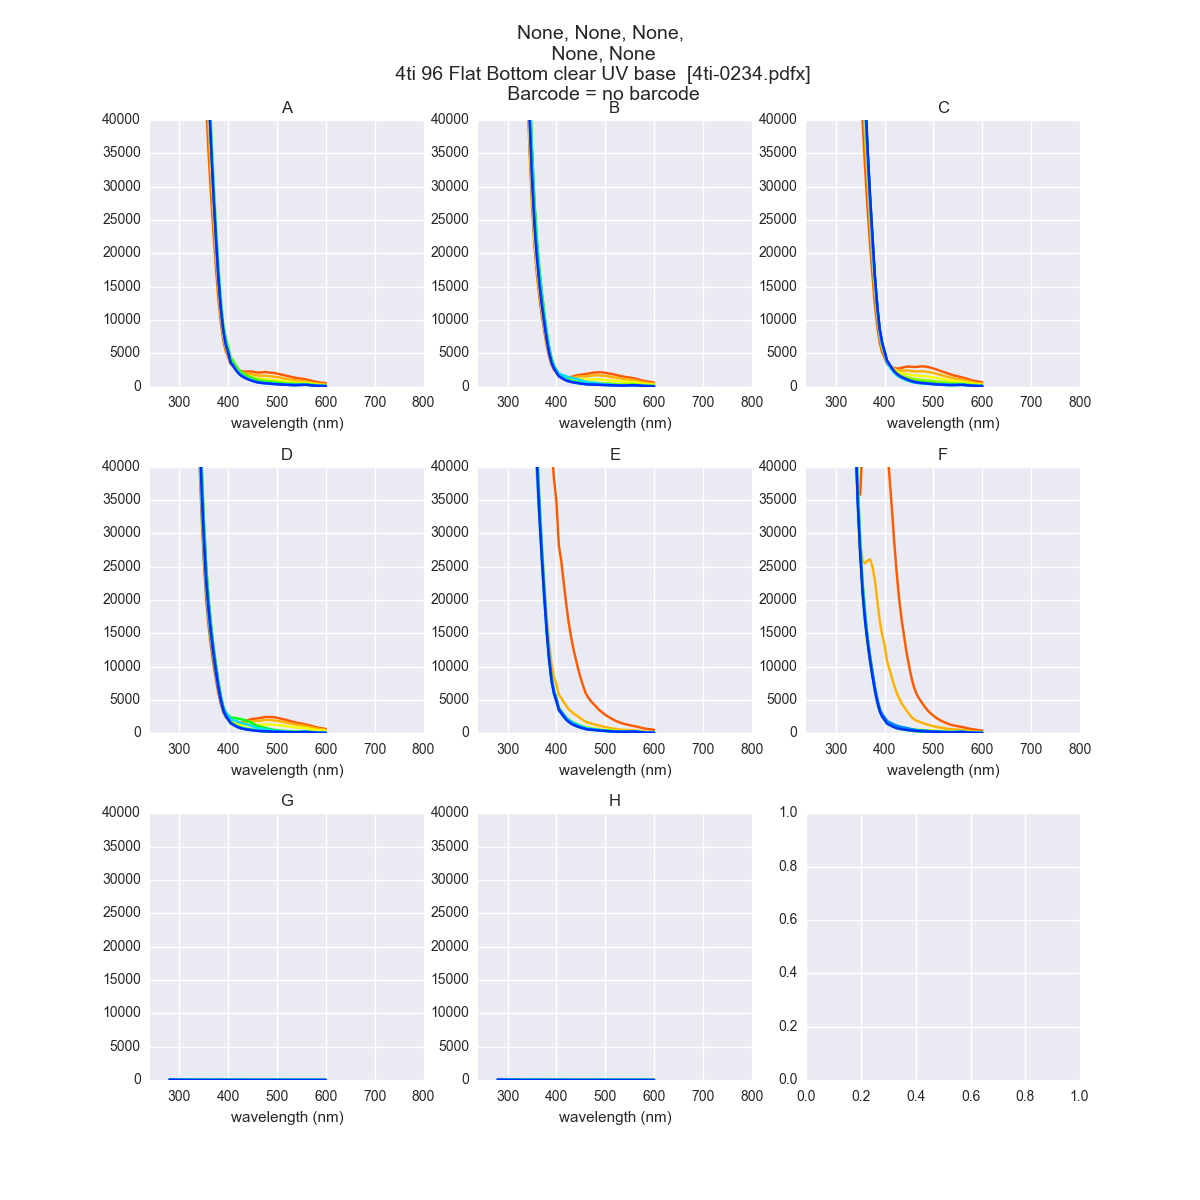 None, None, None,
None, None
4ti 96 Flat Bottom clear UV base  [4ti-0234.pdfx]
Barcode = no barcode
A
40000
35000
30000
25000
20000
15000
10000
5000
0
300 400 500 600 700 800
wavelength (nm)
B
40000
35000
30000
25000
20000
15000
10000
5000
0
300 400 500 600 700 800
wavelength (nm)
C
40000
35000
30000
25000
20000
15000
10000
5000
0
300 400 500 600 700 800
wavelength (nm)
D
40000
35000
30000
25000
20000
15000
10000
5000
0
300 400 500 600 700 800
wavelength (nm)
E
40000
35000
30000
25000
20000
15000
10000
5000
0
300 400 500 600 700 800
wavelength (nm)
F
40000
35000
30000
25000
20000
15000
10000
5000
0
300 400 500 600 700 800
wavelength (nm)
G
40000
35000
30000
25000
20000
15000
10000
5000
0
300 400 500 600 700 800
wavelength (nm)
H
40000
35000
30000
25000
20000
15000
10000
5000
0
300 400 500 600 700 800
wavelength (nm)
1.0
0.8
0.6
0.4
0.2
0.0
0.0 0.2 0.4 0.6 0.8 1.0